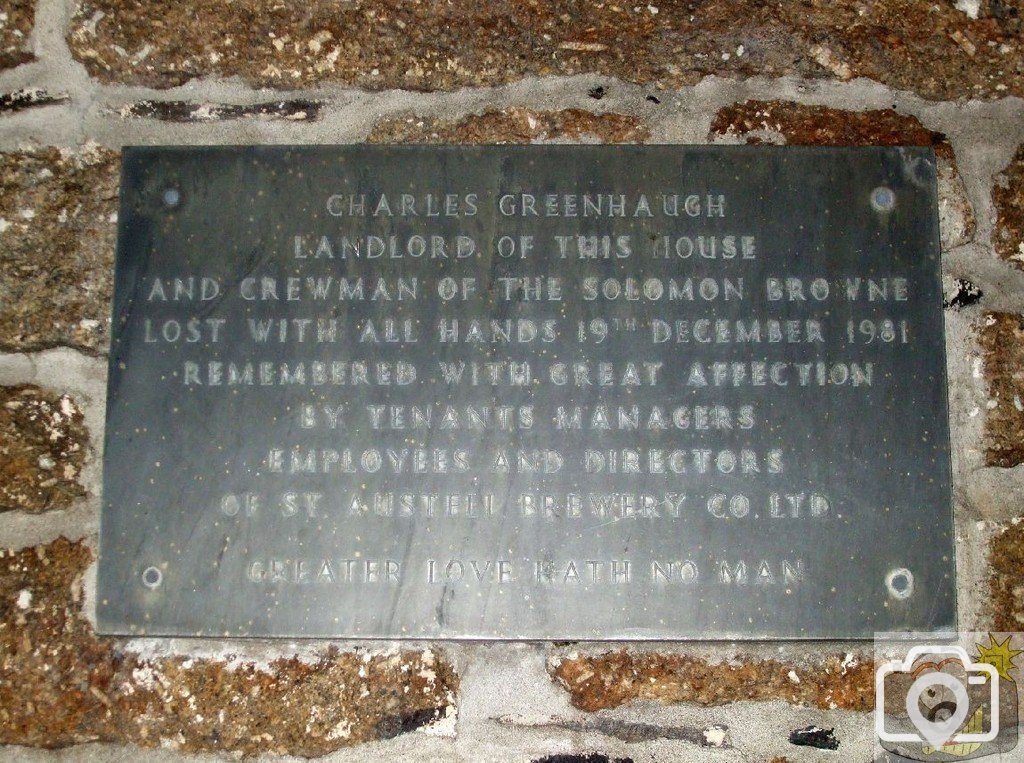 CHARLES GREENHAUGH
LANDLORD OF THIS HOUSE
AND CREWMAN OF THE SOLOMON BROWNE
LOST WITH ALL HANDS 19TH DECEMBER 1981
REMEMBERED WITH GREAT AFFECTION
BY TENANTS MANAGERS
EMPLOYEES AND DIRECTORS
OF ST. AUSTELL BREWERY CO. LTD.
GREATER LOVE HATH NO MAN